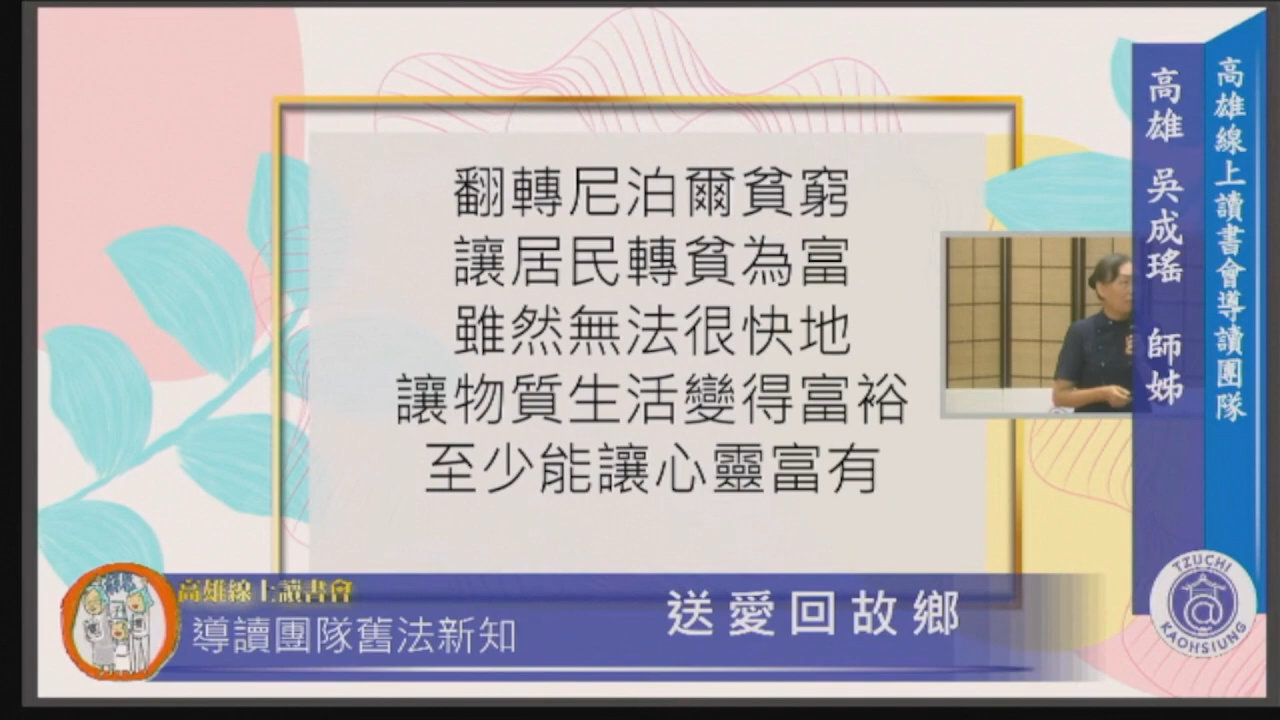 翻轉尼泊爾貧窮
讓居民轉貧為富
雖然無法很快地
讓物質生活變得富裕
至少能讓心靈富有
高雄線上讀書會導讀團隊
高雄 吳成瑤 師姊
高雄線上讀書會
導讀團隊舊法新知
送愛回故鄉
TZUCHI
@
KAOHSIUNG